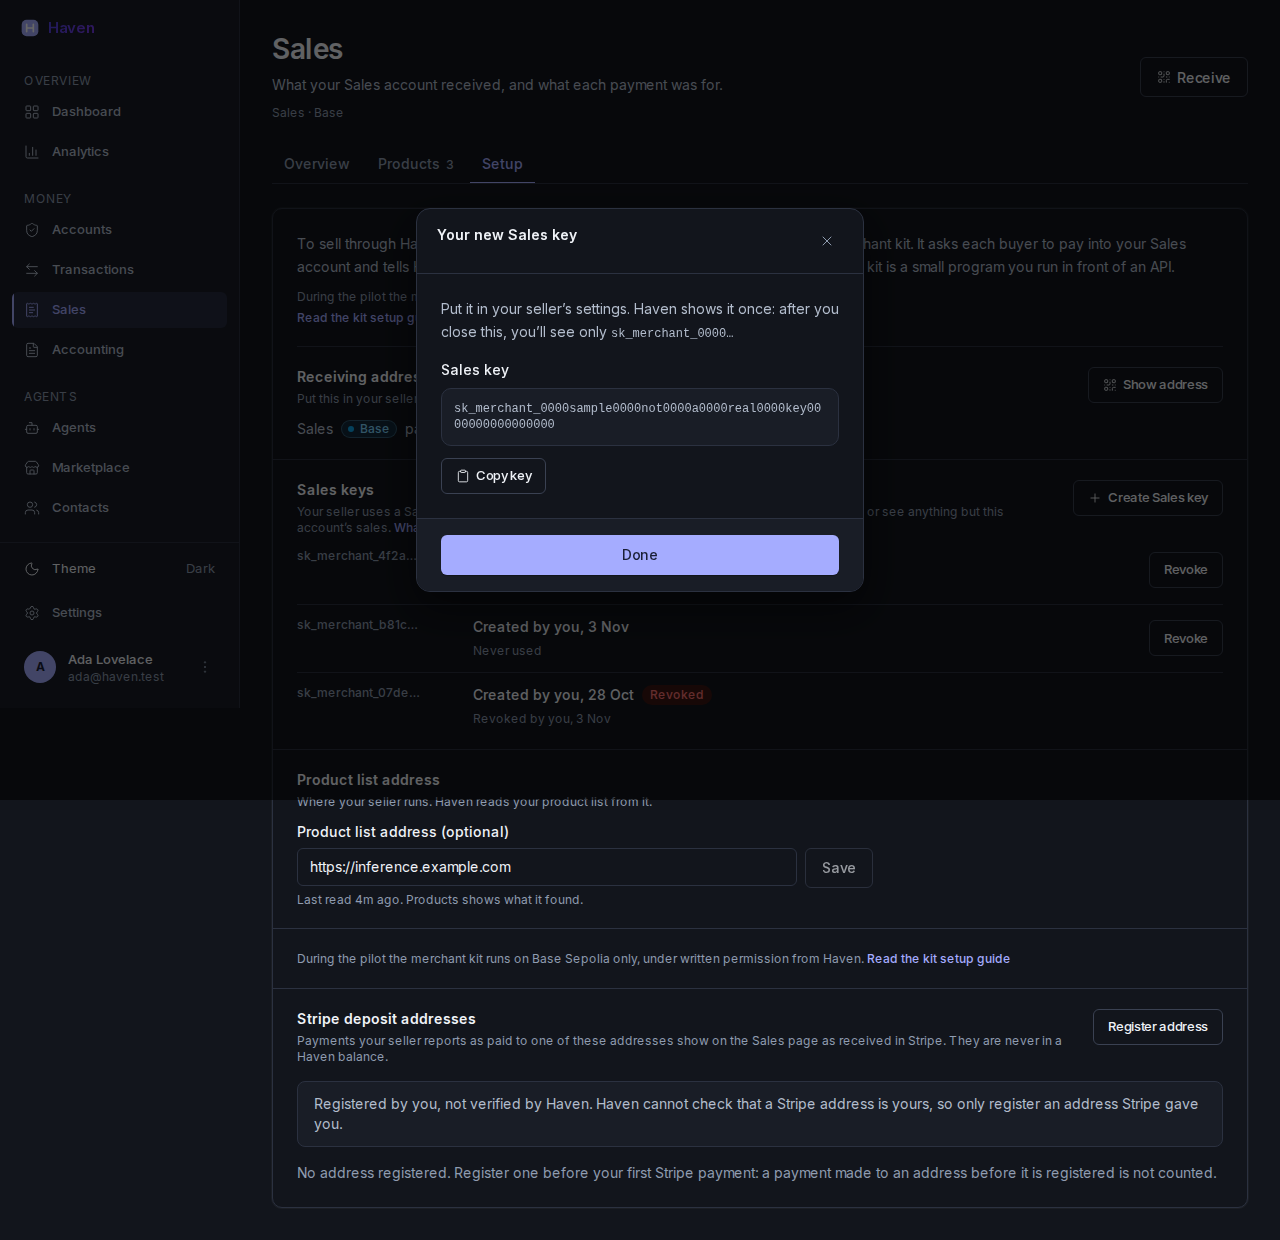 Haven
OVERVIEW
Dashboard
Analytics
MONEY
Accounts
Transactions
Sales
Accounting
AGENTS
Agents
Marketplace
Contacts
Theme Dark
Settings
A Ada Lovelace
ada@haven.test
Sales
What your Sales account received, and what each payment was for.
Sales · Base
Receive
Overview Products 3 Setup
To sell through Ha hant kit. It asks each buyer to pay into your Sales
account and tells kit is a small program you run in front of an API.
During the pilot the
Read the kit setup
Receiving addres
Put this in your seller
Show address
Sales Base pa
Sales keys
Your seller uses a Sa or see anything but this
account’s sales. Wha
Create Sales key
sk_merchant_4f2a…
Revoke
sk_merchant_b81c… Created by you, 3 Nov
Never used
Revoke
sk_merchant_07de… Created by you, 28 Oct Revoked
Revoked by you, 3 Nov
Your new Sales key
Put it in your seller’s settings. Haven shows it once: after you
close this, you’ll see only sk_merchant_0000…
Sales key
sk_merchant_0000sample0000not0000a0000real0000key00
00000000000000
Copy key
Done
Product list address
Where your seller runs. Haven reads your product list from it.
Product list address (optional)
https://inference.example.com
Save
Last read 4m ago. Products shows what it found.
During the pilot the merchant kit runs on Base Sepolia only, under written permission from Haven. Read the kit setup guide
Stripe deposit addresses
Payments your seller reports as paid to one of these addresses show on the Sales page as received in Stripe. They are never in a
Haven balance.
Register address
Registered by you, not verified by Haven. Haven cannot check that a Stripe address is yours, so only register an address Stripe gave
you.
No address registered. Register one before your first Stripe payment: a payment made to an address before it is registered is not counted.